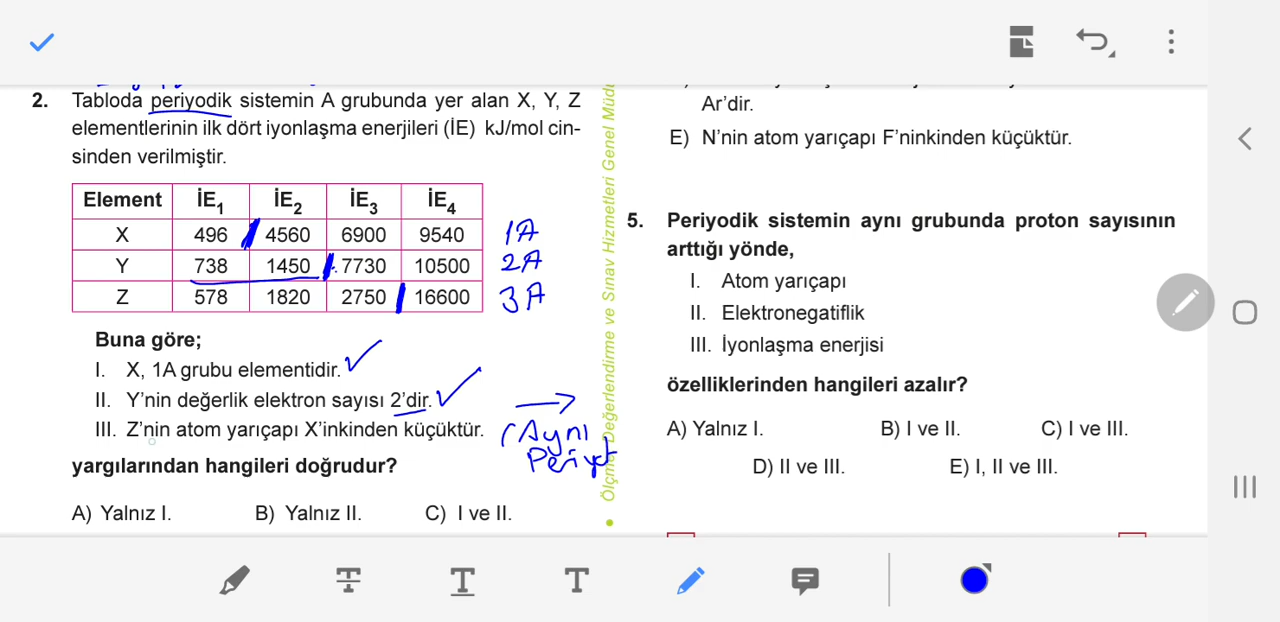 2. Tabloda periyodik sistemin A grubunda yer alan X, Y, Z
elementlerinin ilk dört iyonlaşma enerjileri (İE) kJ/mol cin-
sinden verilmiştir.
Element İE1 İE2 İE3 İE4
X 496 4560 6900 9540 1A
Y 738 1450 7730 10500 2A
Z 578 1820 2750 16600 3A
Buna göre;
I. X, 1A grubu elementidir.
II. Y'nin değerlik elektron sayısı 2'dir.
III. Z'nin atom yarıçapı X'inkinden küçüktür.
(Aynı
Periyot
yargılarından hangileri doğrudur?
A) Yalnız I. B) Yalnız II. C) I ve II.
Değerlendirme ve Sınav Hizmetleri Genel
Ar'dir.
E) N'nin atom yarıçapı F'ninkinden küçüktür.
5. Periyodik sistemin aynı grubunda proton sayısının
arttığı yönde,
I. Atom yarıçapı
II. Elektronegatiflik
III. İyonlaşma enerjisi
özelliklerinden hangileri azalır?
A) Yalnız I. B) I ve II. C) I ve III.
D) II ve III. E) I, II ve III.
T T T